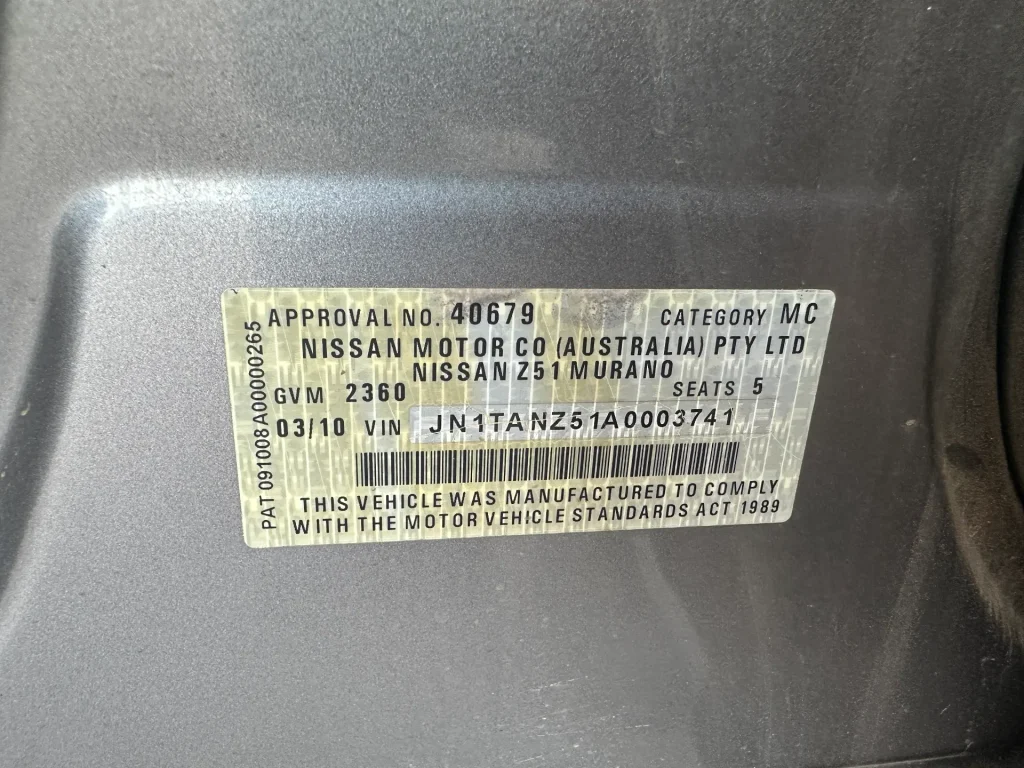 APPROVAL NO. 40679 CATEGORY MC
NISSAN MOTOR CO (AUSTRALIA) PTY LTD
NISSAN Z51 MURANO
GVM 2360 SEATS 5
03/10 VIN JN1TANZ51A0003741
THIS VEHICLE WAS MANUFACTURED TO COMPLY
WITH THE MOTOR VEHICLE STANDARDS ACT 1989
PAT 091008A00000265